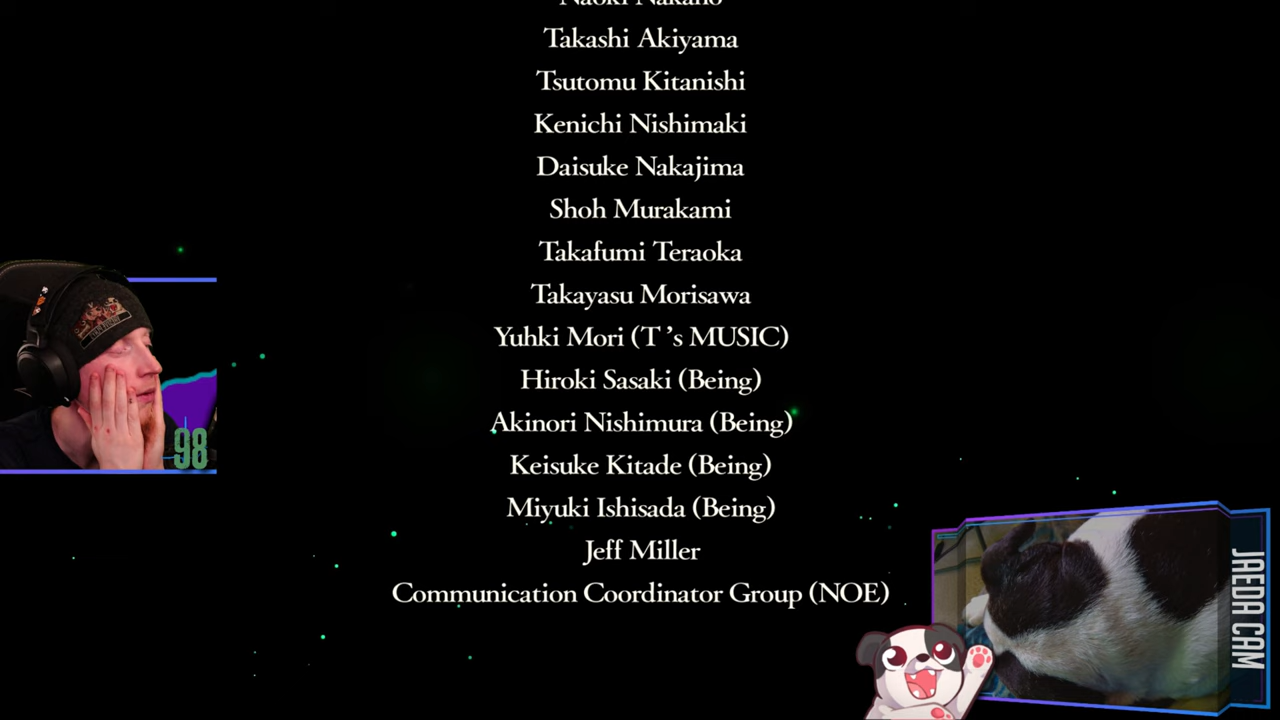 Naoki Nakano
Takashi Akiyama
Tsutomu Kitanishi
Kenichi Nishimaki
Daisuke Nakajima
Shoh Murakami
Takafumi Teraoka
Takayasu Morisawa
Yuhki Mori (T 's MUSIC)
Hiroki Sasaki (Being)
Akinori Nishimura (Being)
Keisuke Kitade (Being)
Miyuki Ishisada (Being)
Jeff Miller
Communication Coordinator Group (NOE)
98
JAEDA CAM